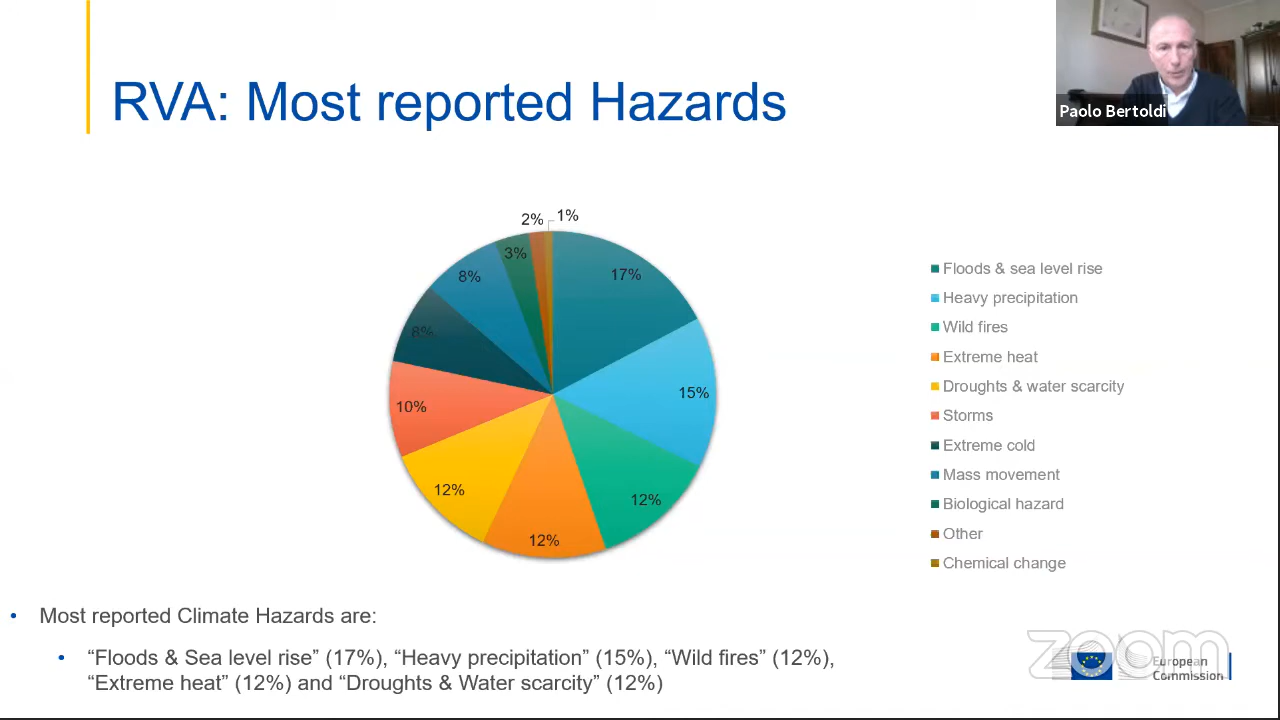 Paolo Bertoldi
RVA: Most reported Hazards
2%
1%
3%
17%
8%
8%
15%
10%
12%
12%
12%
Floods & sea level rise
Heavy precipitation
Wild fires
Extreme heat
Droughts & water scarcity
Storms
Extreme cold
Mass movement
Biological hazard
Other
Chemical change
• Most reported Climate Hazards are:
• “Floods & Sea level rise” (17%), “Heavy precipitation” (15%), “Wild fires” (12%),
“Extreme heat” (12%) and “Droughts & Water scarcity” (12%)
zoom
European
Commission